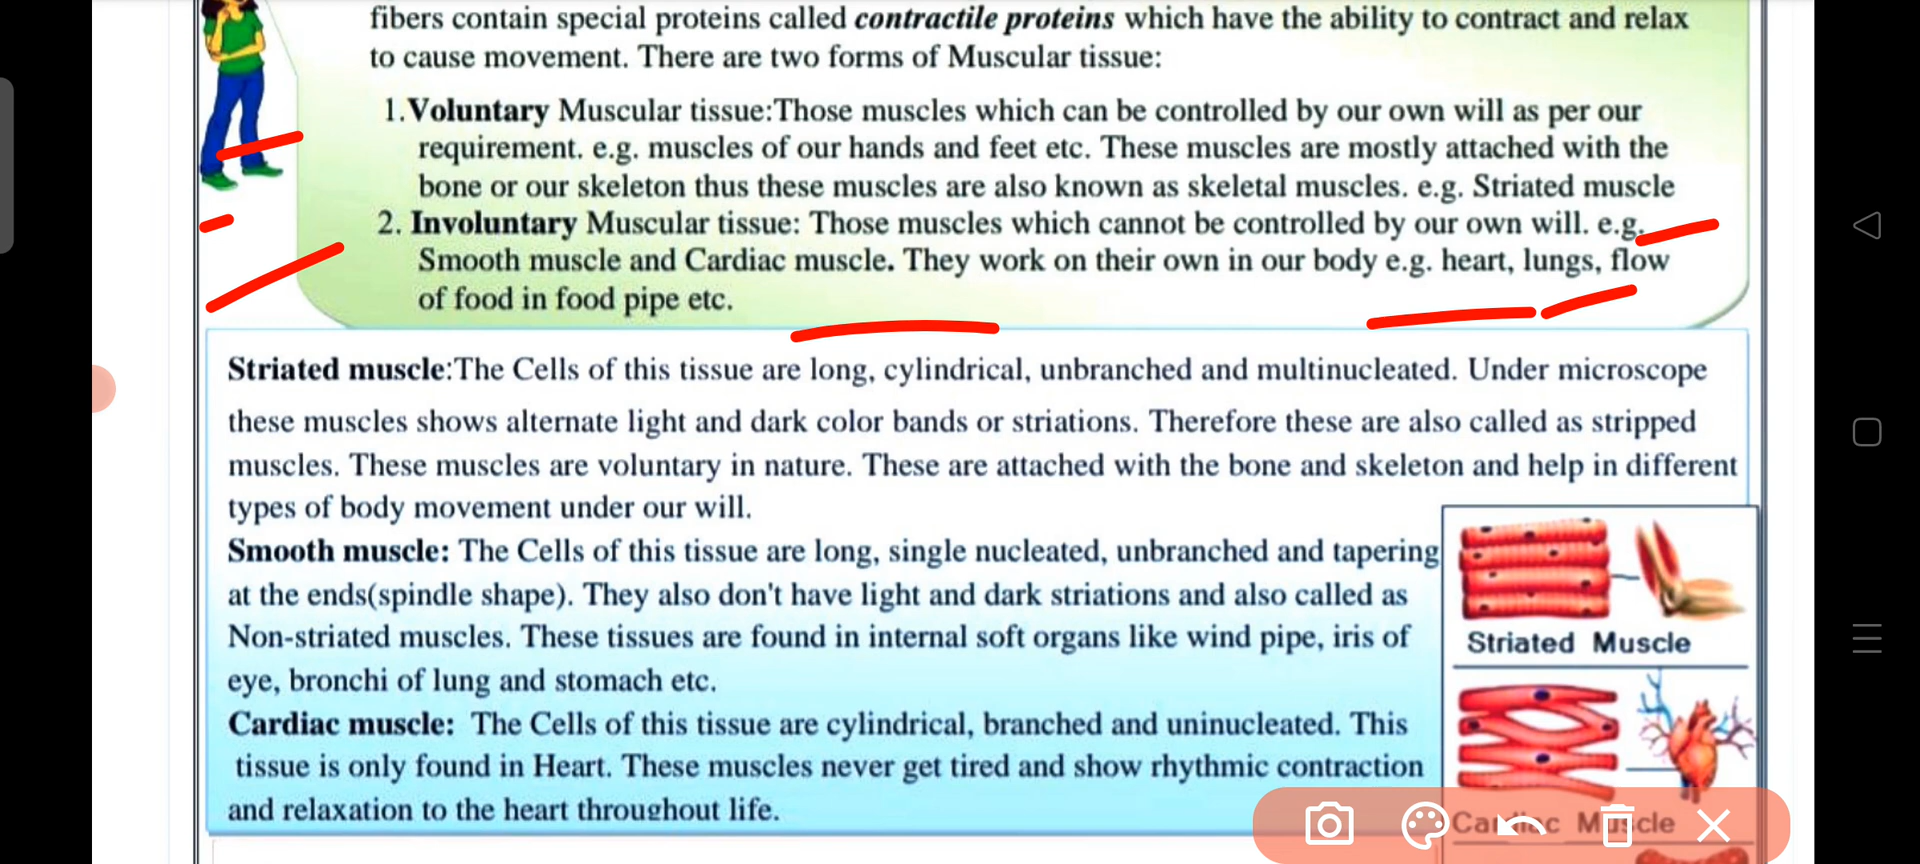 fibers contain special proteins called contractile proteins which have the ability to contract and relax
to cause movement. There are two forms of Muscular tissue:
1.Voluntary Muscular tissue:Those muscles which can be controlled by our own will as per our
requirement. e.g. muscles of our hands and feet etc. These muscles are mostly attached with the
bone or our skeleton thus these muscles are also known as skeletal muscles. e.g. Striated muscle
2. Involuntary Muscular tissue: Those muscles which cannot be controlled by our own will. e.g.
Smooth muscle and Cardiac muscle. They work on their own in our body e.g. heart, lungs, flow
of food in food pipe etc.
Striated muscle:The Cells of this tissue are long, cylindrical, unbranched and multinucleated. Under microscope
these muscles shows alternate light and dark color bands or striations. Therefore these are also called as stripped
muscles. These muscles are voluntary in nature. These are attached with the bone and skeleton and help in different
types of body movement under our will.
Smooth muscle: The Cells of this tissue are long, single nucleated, unbranched and tapering
at the ends(spindle shape). They also don't have light and dark striations and also called as
Non-striated muscles. These tissues are found in internal soft organs like wind pipe, iris of
eye, bronchi of lung and stomach etc.
Cardiac muscle: The Cells of this tissue are cylindrical, branched and uninucleated. This
tissue is only found in Heart. These muscles never get tired and show rhythmic contraction
and relaxation to the heart throughout life.
Striated Muscle
Cardiac Muscle